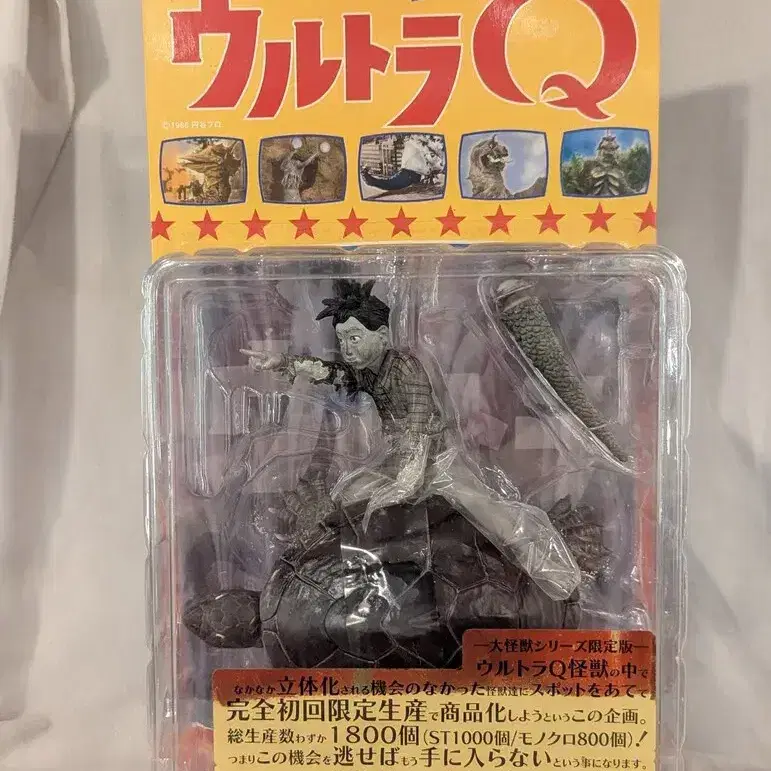 ウルトラQ
©1966 円谷プロ
―大怪獣シリーズ限定版―
ウルトラQ怪獣の中で
なかなか立体化される機会のなかった怪獣達にスポットをあてて
完全初回限定生産で商品化しようというこの企画。
総生産数わずか1800個(ST1000個/モノクロ800個)!
つまりこの機会を逃せばもう手に入らないという事になります。